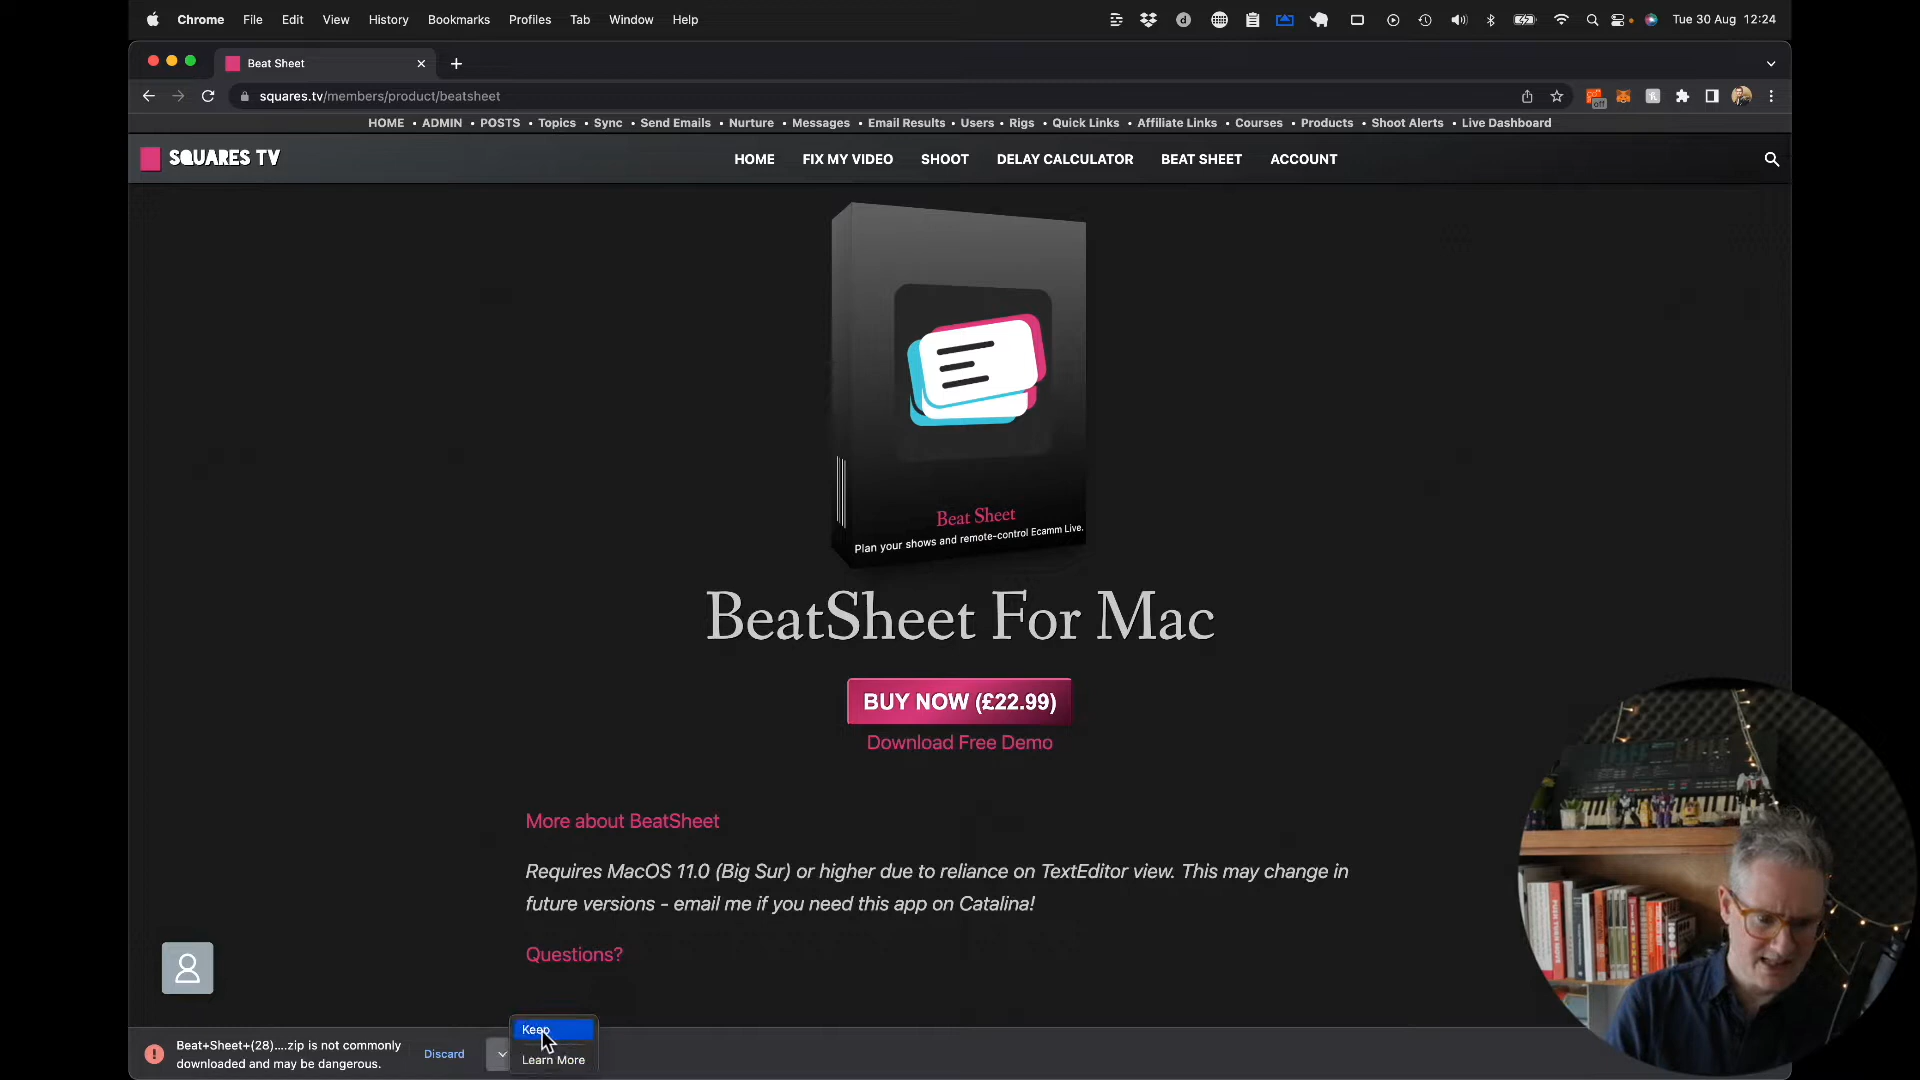 Chrome File Edit View History Bookmarks Profiles Tab Window Help Tue 30 Aug 12:24
Beat Sheet
squares.tv/members/product/beatsheet
off
HOME • ADMIN • POSTS • Topics • Sync • Send Emails • Nurture • Messages • Email Results • Users • Rigs • Quick Links • Affiliate Links • Courses • Products • Shoot Alerts • Live Dashboard
SQUARES TV HOME FIX MY VIDEO SHOOT DELAY CALCULATOR BEAT SHEET ACCOUNT
Beat Sheet
Plan your shows and remote-control Ecamm Live.
BeatSheet For Mac
BUY NOW (£22.99)
Download Free Demo
More about BeatSheet
Requires MacOS 11.0 (Big Sur) or higher due to reliance on TextEditor view. This may change in
future versions - email me if you need this app on Catalina!
Questions?
Keep
Learn More
Beat+Sheet+(28)....zip is not commonly
downloaded and may be dangerous.
Discard